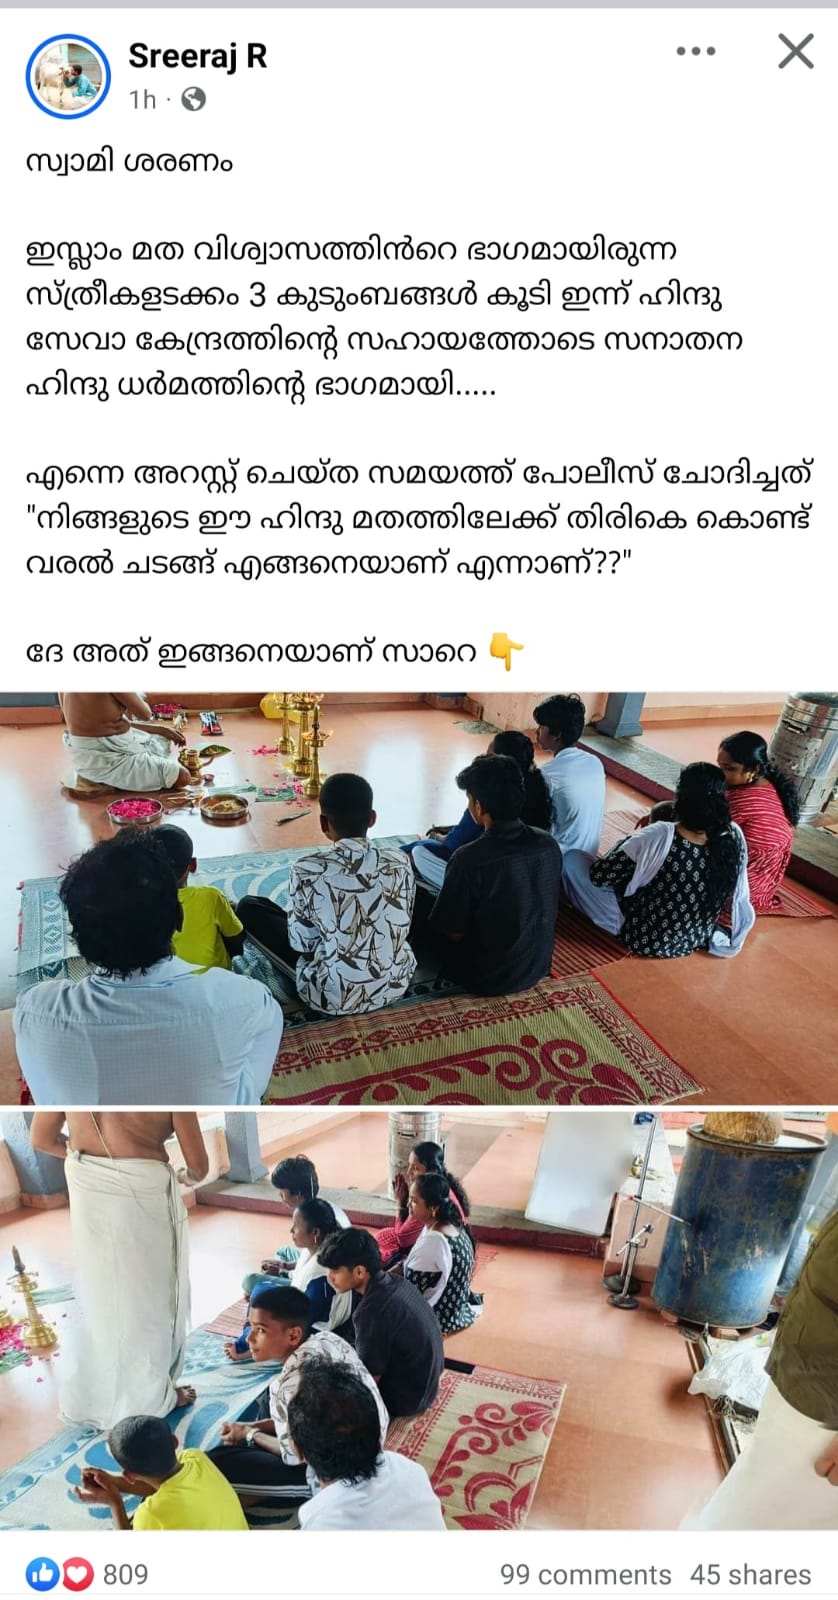 Sreeraj R
1h ·
സ്വാമി ശരണം
ഇസ്ലാം മത വിശ്വാസത്തിൻറെ ഭാഗമായിരുന്ന
സ്ത്രീകളടക്കം 3 കുടുംബങ്ങൾ കൂടി ഇന്ന് ഹിന്ദു
സേവാ കേന്ദ്രത്തിന്റെ സഹായത്തോടെ സനാതന
ഹിന്ദു ധർമത്തിന്റെ ഭാഗമായി.....
എന്നെ അറസ്റ്റ് ചെയ്ത സമയത്ത് പോലീസ് ചോദിച്ചത്
"നിങ്ങളുടെ ഈ ഹിന്ദു മതത്തിലേക്ക് തിരികെ കൊണ്ട്
വരൽ ചടങ്ങ് എങ്ങനെയാണ് എന്നാണ്??"
ദേ അത് ഇങ്ങനെയാണ് സാറെ 👇
809 99 comments 45 shares